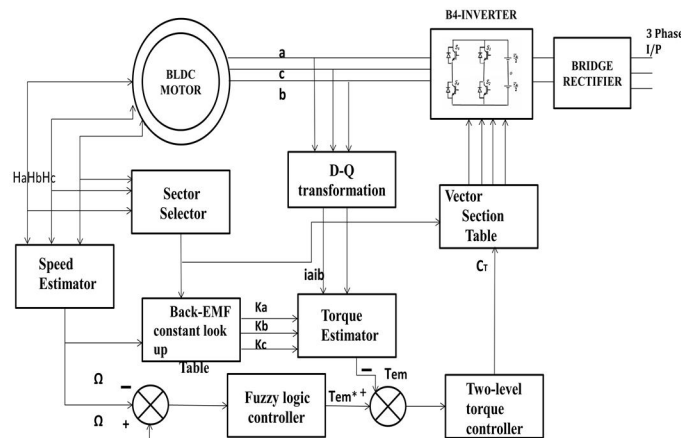 B4-INVERTER
3 Phase
I/P
BLDC
MOTOR
a
c
b
BRIDGE
RECTIFIER
HaHbHc
Sector
Selector
D-Q
transformation
Vector
Section
Table
Speed
Estimator
iaib
CT
Back-EMF
constant look
up
Table
Ka
Kb
Kc
Torque
Estimator
Ω
−
Ω
+
Fuzzy logic
controller
− Tem
Tem* +
Two-level
torque
controller